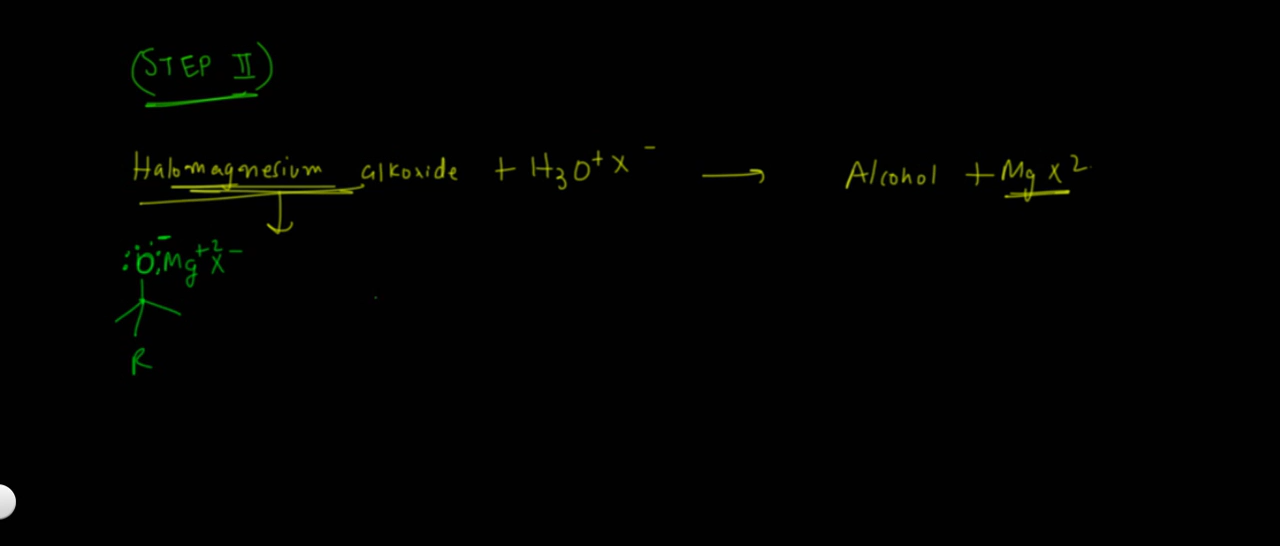 (STEP II)
Halomagnesium alkoxide + H₃O⁺X⁻ → Alcohol + MgX²
:Ö:⁻Mg⁺²X⁻
R